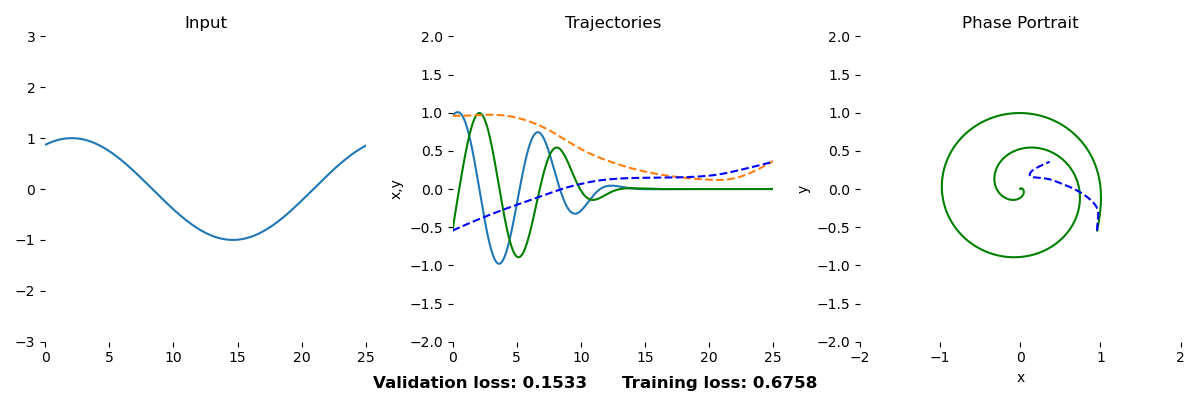 Input
Trajectories
Phase Portrait
3
2
1
0
−1
−2
−3
0 5 10 15 20 25
x,y
2.0
1.5
1.0
0.5
0.0
−0.5
−1.0
−1.5
−2.0
0 5 10 15 20 25
y
2.0
1.5
1.0
0.5
0.0
−0.5
−1.0
−1.5
−2.0
−2 −1 0 1 2
x
Validation loss: 0.1533 Training loss: 0.6758